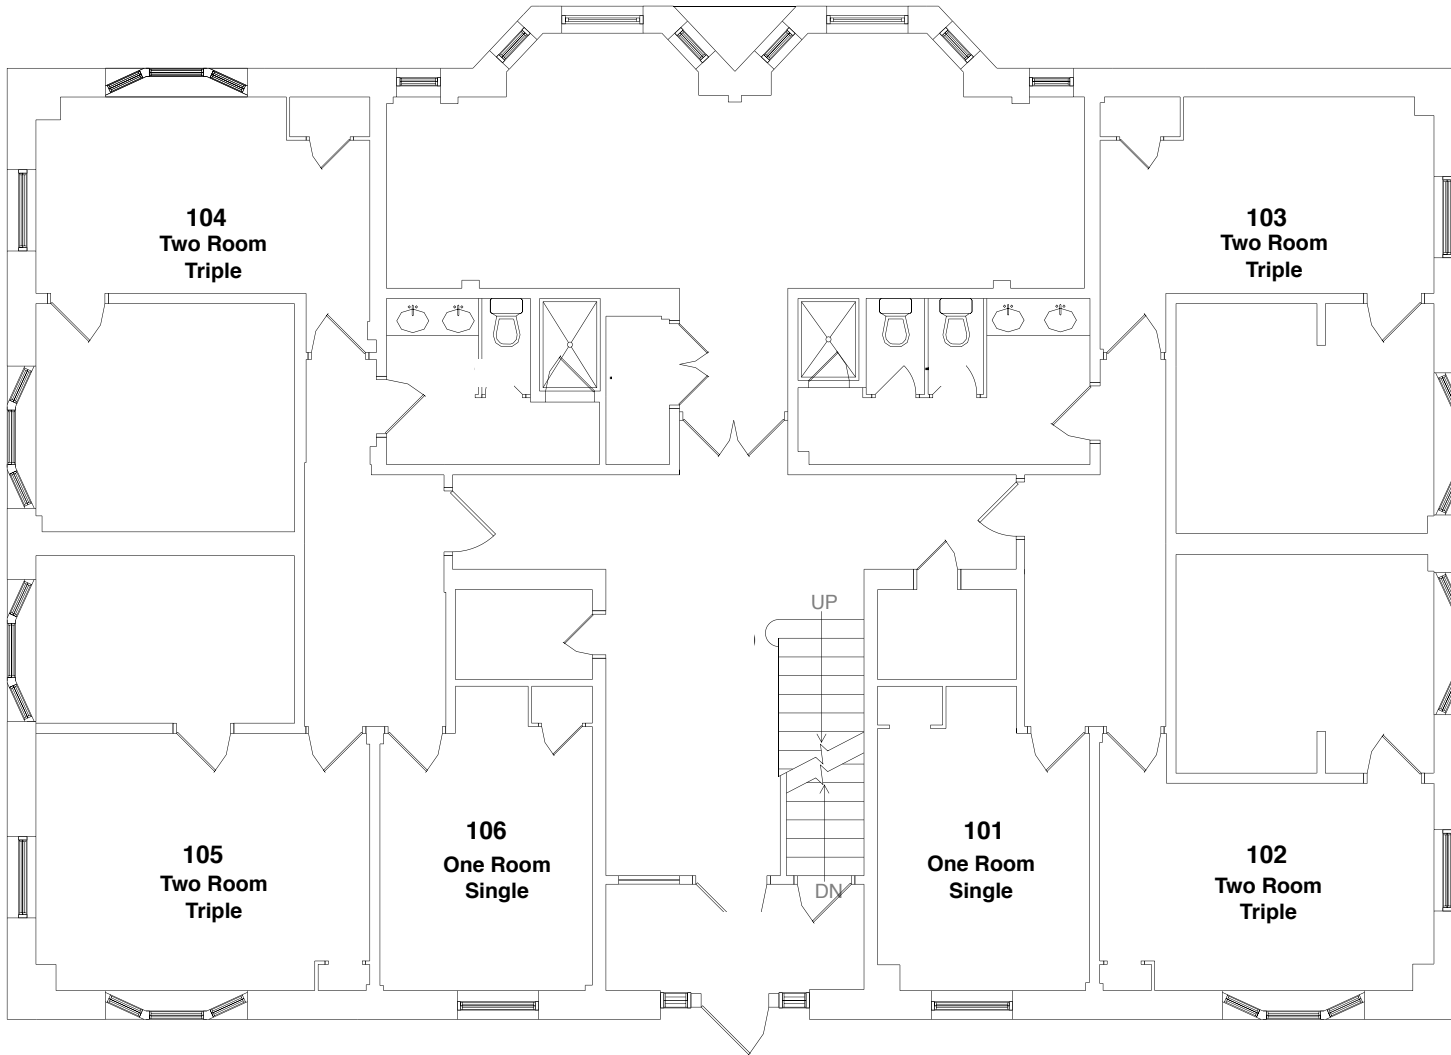 104
Two Room
Triple
103
Two Room
Triple
UP
106
One Room
Single
101
One Room
Single
105
Two Room
Triple
102
Two Room
Triple
DN